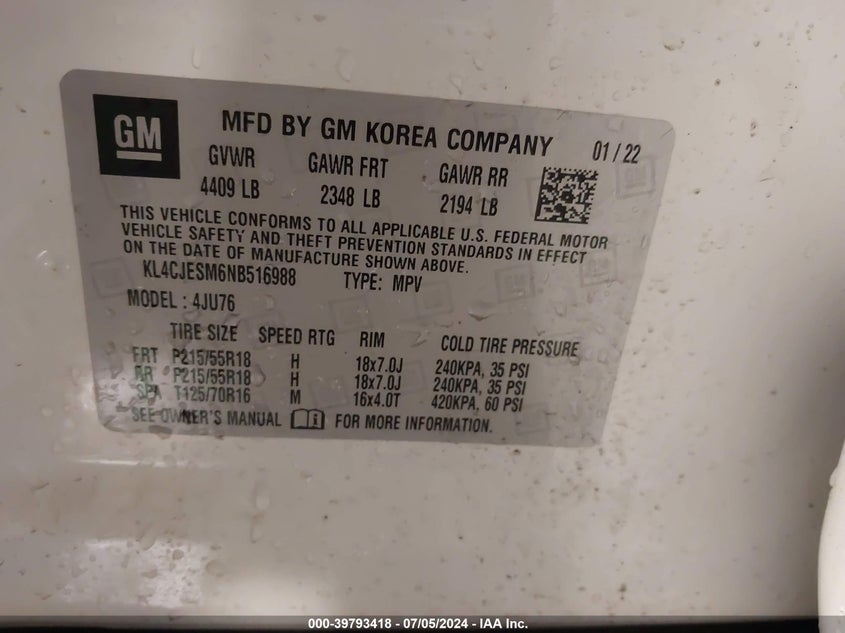 GM
MFD BY GM KOREA COMPANY 01 / 22
GVWR GAWR FRT GAWR RR
4409 LB 2348 LB 2194 LB
THIS VEHICLE CONFORMS TO ALL APPLICABLE U.S. FEDERAL MOTOR
VEHICLE SAFETY AND THEFT PREVENTION STANDARDS IN EFFECT
ON THE DATE OF MANUFACTURE SHOWN ABOVE.
KL4CJESM6NB516988 TYPE: MPV
MODEL : 4JU76
TIRE SIZE SPEED RTG RIM COLD TIRE PRESSURE
FRT P215/55R18 H 18x7.0J 240KPA, 35 PSI
RR P215/55R18 H 18x7.0J 240KPA, 35 PSI
SPA T125/70R16 M 16x4.0T 420KPA, 60 PSI
SEE OWNER'S MANUAL FOR MORE INFORMATION.
000-39793418 - 07/05/2024 - IAA Inc.